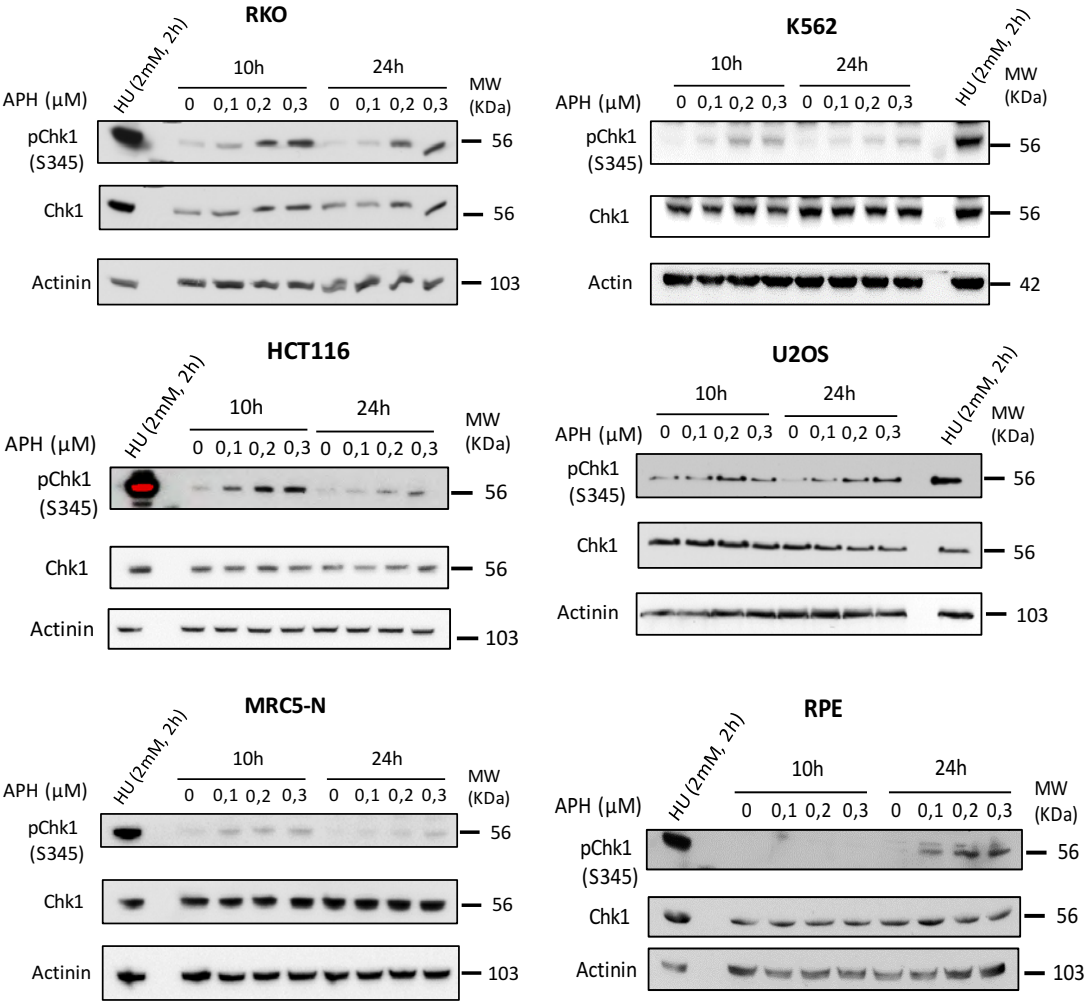 RKO
HU (2mM, 2h)
10h 24h
MW
(KDa)
APH (μM) 0 0,1 0,2 0,3 0 0,1 0,2 0,3
pChk1
(S345)
56
Chk1 56
Actinin 103
K562
HU (2mM, 2h)
10h 24h
MW
(KDa)
APH (μM) 0 0,1 0,2 0,3 0 0,1 0,2 0,3
pChk1
(S345)
56
Chk1 56
Actin 42
HCT116
HU (2mM, 2h)
10h 24h
MW
(KDa)
APH (μM) 0 0,1 0,2 0,3 0 0,1 0,2 0,3
pChk1
(S345)
56
Chk1 56
Actinin 103
U2OS
HU (2mM, 2h)
10h 24h
MW
(KDa)
APH (μM) 0 0,1 0,2 0,3 0 0,1 0,2 0,3
pChk1
(S345)
56
Chk1 56
Actinin 103
MRC5-N
HU (2mM, 2h)
10h 24h
MW
(KDa)
APH (μM) 0 0,1 0,2 0,3 0 0,1 0,2 0,3
pChk1
(S345)
56
Chk1 56
Actinin 103
RPE
HU (2mM, 2h)
10h 24h
MW
(KDa)
APH (μM) 0 0,1 0,2 0,3 0 0,1 0,2 0,3
pChk1
(S345)
56
Chk1 56
Actinin 103